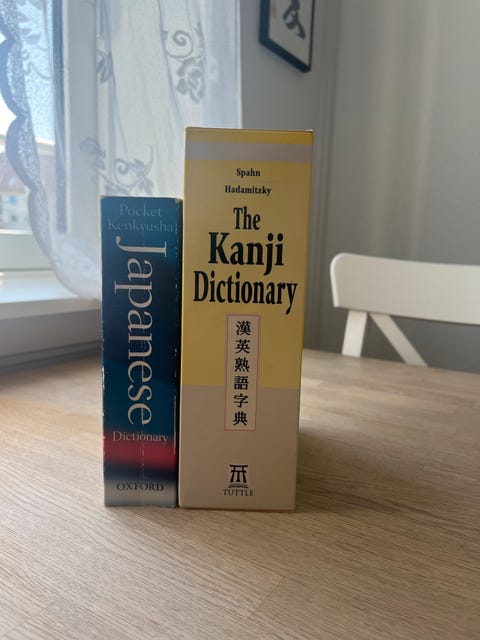 Pocket
Kenkyusha
Japanese
Dictionary
OXFORD
Spahn
Hadamitzky
The
Kanji
Dictionary
漢英熟語字典
TUTTLE